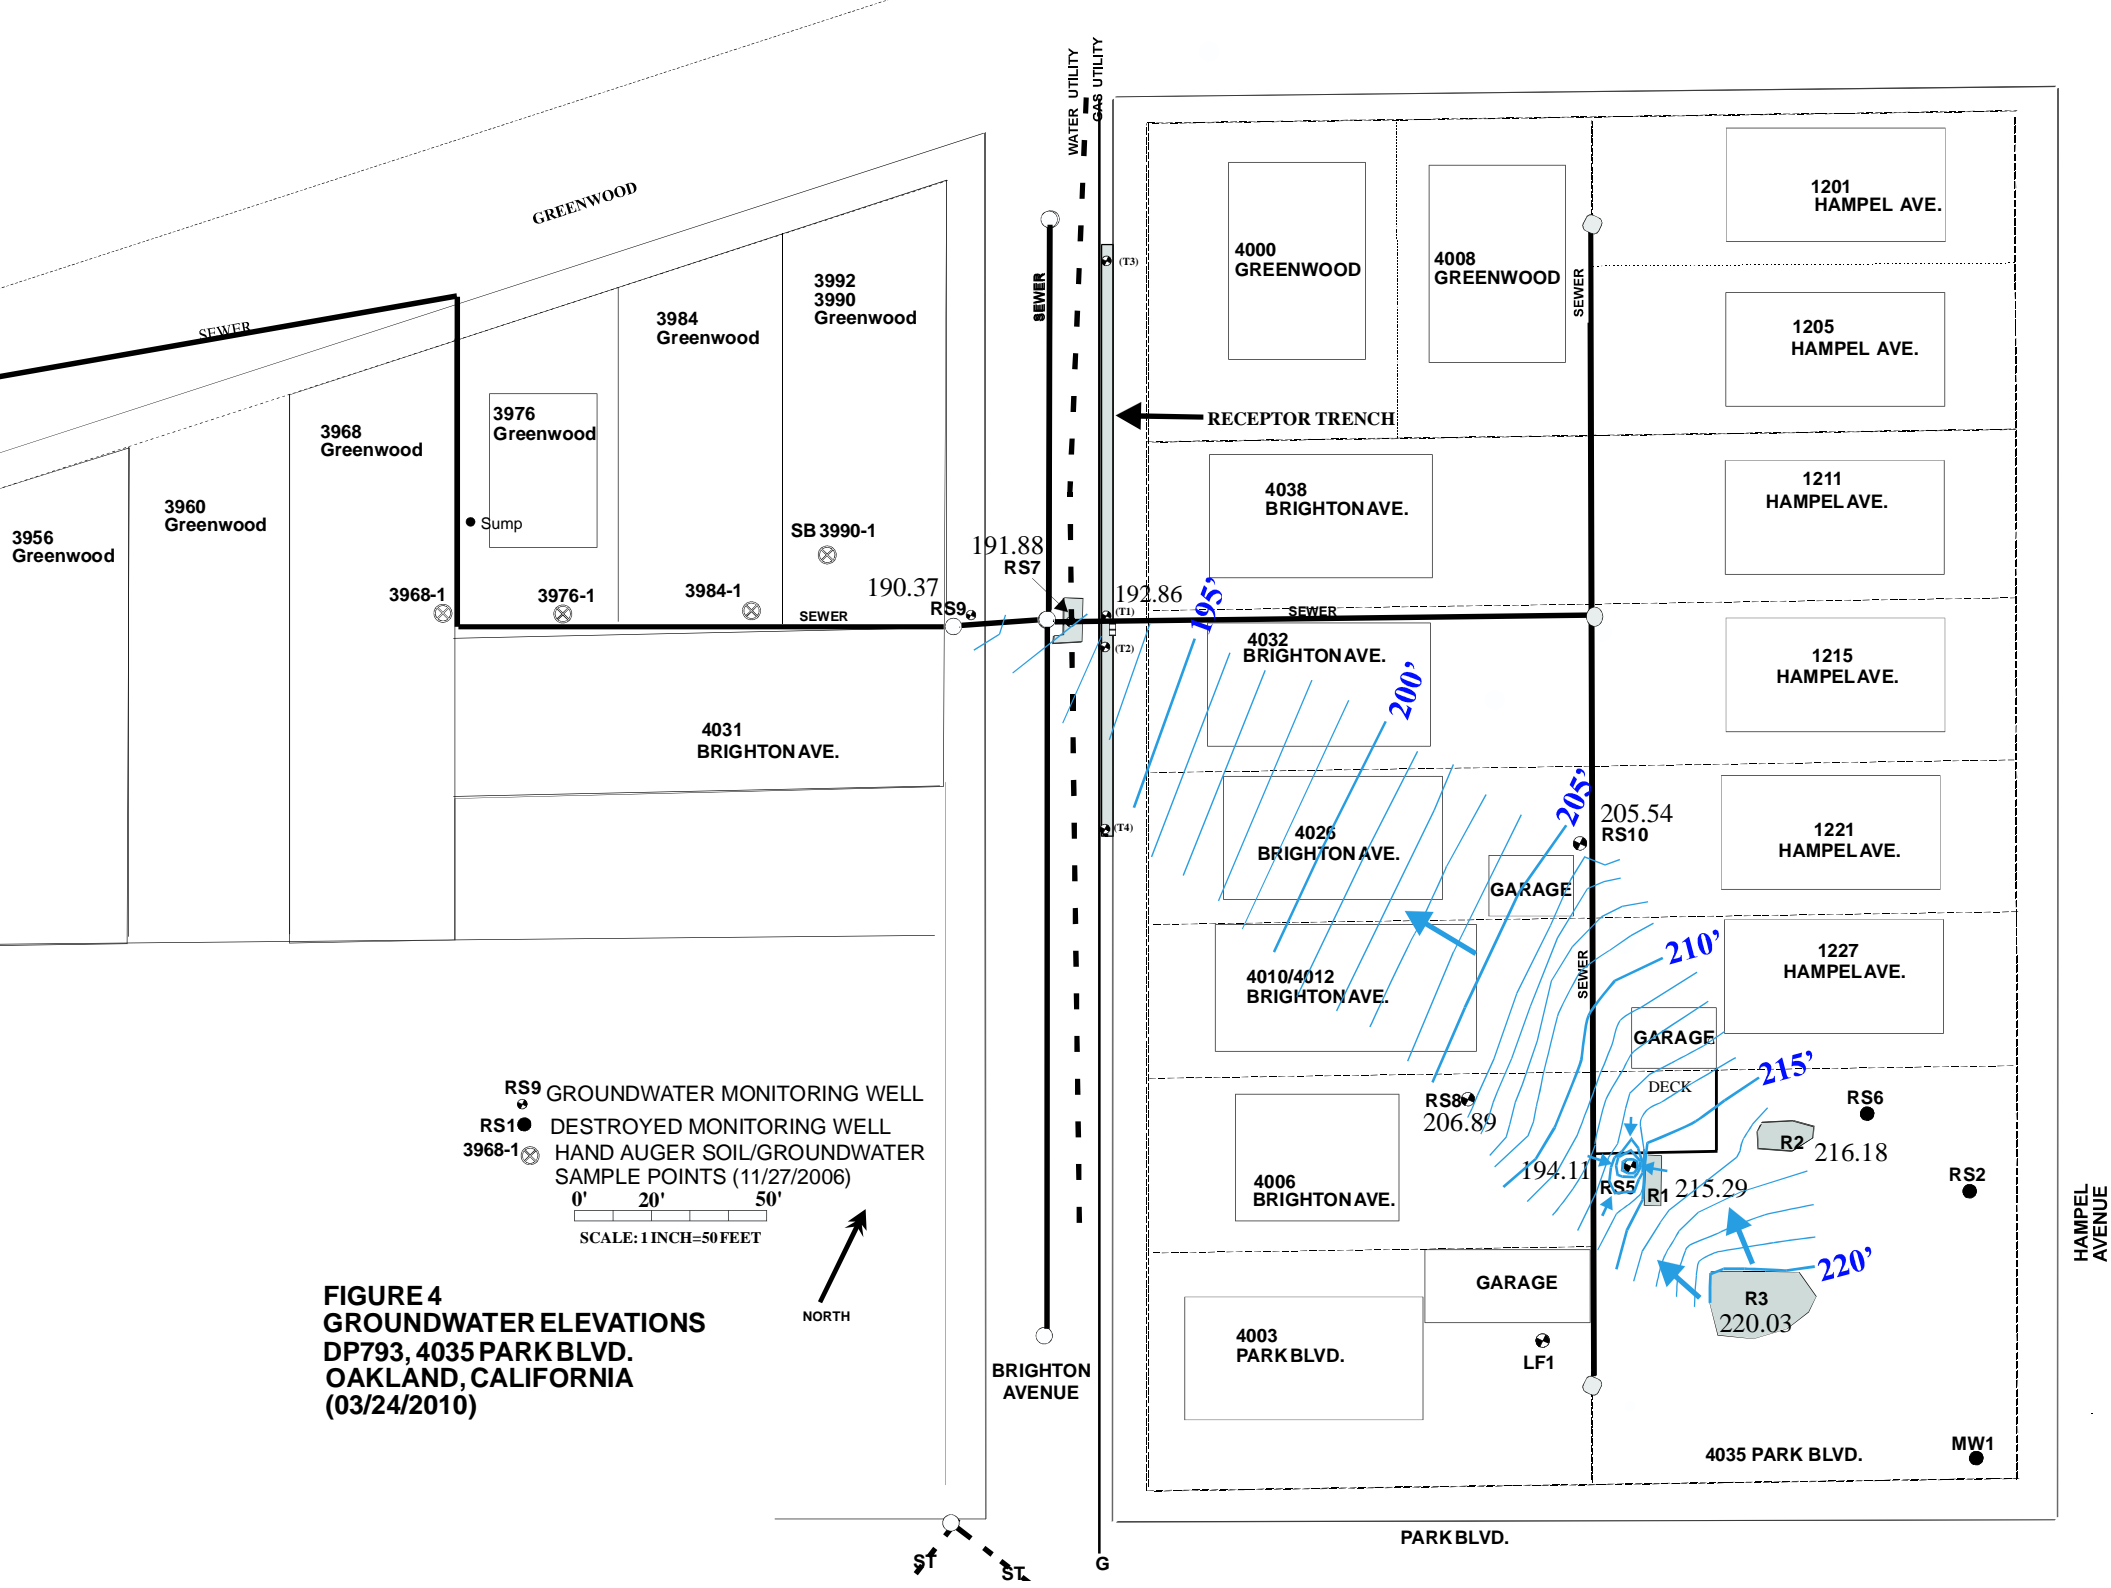 WATER UTILITY
GAS UTILITY
GREENWOOD
SEWER
3956
Greenwood
3960
Greenwood
3968
Greenwood
3976
Greenwood
Sump
3984
Greenwood
3992
3990
Greenwood
SB 3990-1
3968-1
3976-1
3984-1
SEWER
190.37
RS9
191.88
RS7
SEWER
(T3)
RECEPTOR TRENCH
192.86
(T1)
(T2)
(T4)
4031
BRIGHTON AVE.
4000
GREENWOOD
4008
GREENWOOD
SEWER
1201
HAMPEL AVE.
1205
HAMPEL AVE.
1211
HAMPEL AVE.
1215
HAMPEL AVE.
1221
HAMPEL AVE.
1227
HAMPEL AVE.
4038
BRIGHTON AVE.
195'
SEWER
4032
BRIGHTON AVE.
200'
4026
BRIGHTON AVE.
205'
205.54
RS10
GARAGE
4010/4012
BRIGHTON AVE.
SEWER
210'
GARAGE
DECK
215'
RS8
206.89
4006
BRIGHTON AVE.
194.11
RS5
R1
215.29
R2
216.18
RS6
RS2
220'
R3
220.03
GARAGE
4003
PARK BLVD.
LF1
4035 PARK BLVD.
MW1
HAMPEL
AVENUE
PARK BLVD.
BRIGHTON
AVENUE
ST
ST
G
RS9 GROUNDWATER MONITORING WELL
RS1 DESTROYED MONITORING WELL
3968-1 HAND AUGER SOIL/GROUNDWATER
SAMPLE POINTS (11/27/2006)
0' 20' 50'
SCALE: 1 INCH=50 FEET
NORTH
FIGURE 4
GROUNDWATER ELEVATIONS
DP793, 4035 PARK BLVD.
OAKLAND, CALIFORNIA
(03/24/2010)